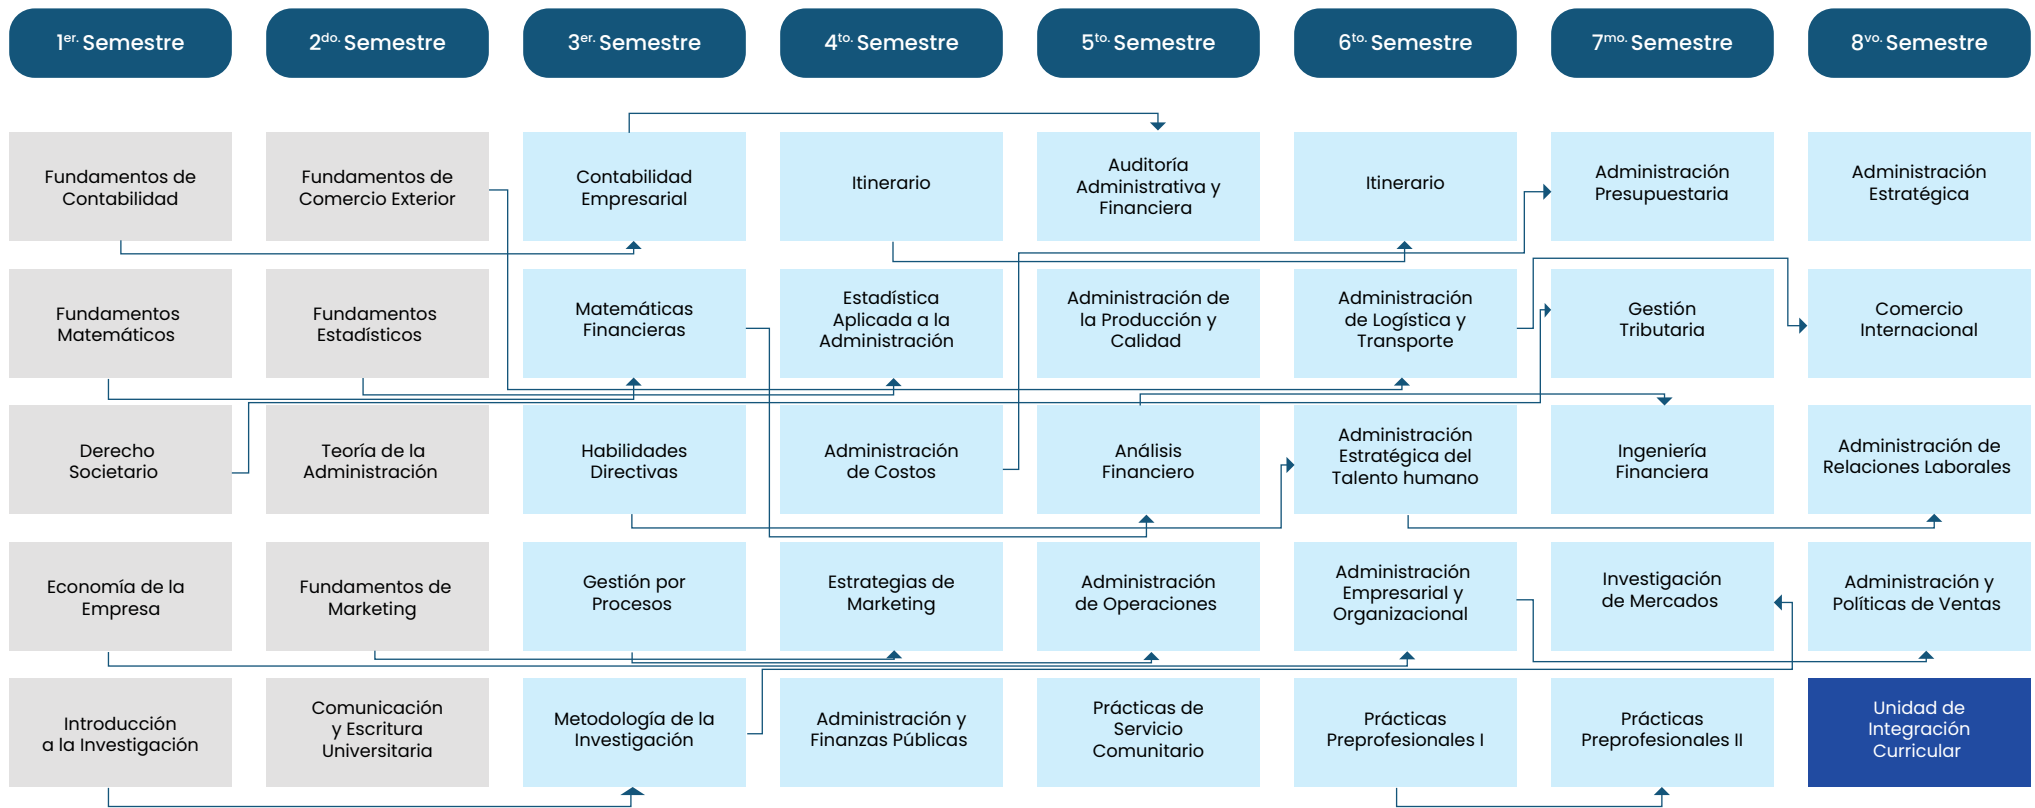 1er. Semestre
2do. Semestre
3er. Semestre
4to. Semestre
5to. Semestre
6to. Semestre
7mo. Semestre
8vo. Semestre
Fundamentos de
Contabilidad
Fundamentos de
Comercio Exterior
Contabilidad
Empresarial
Itinerario
Auditoría
Administrativa y
Financiera
Itinerario
Administración
Presupuestaria
Administración
Estratégica
Fundamentos
Matemáticos
Fundamentos
Estadísticos
Matemáticas
Financieras
Estadística
Aplicada a la
Administración
Administración de
la Producción y
Calidad
Administración
de Logística y
Transporte
Gestión
Tributaria
Comercio
Internacional
Derecho
Societario
Teoría de la
Administración
Habilidades
Directivas
Administración
de Costos
Análisis
Financiero
Administración
Estratégica del
Talento humano
Ingeniería
Financiera
Administración de
Relaciones Laborales
Economía de la
Empresa
Fundamentos de
Marketing
Gestión por
Procesos
Estrategias de
Marketing
Administración
de Operaciones
Administración
Empresarial y
Organizacional
Investigación
de Mercados
Administración y
Políticas de Ventas
Introducción
a la Investigación
Comunicación
y Escritura
Universitaria
Metodología de la
Investigación
Administración y
Finanzas Públicas
Prácticas de
Servicio
Comunitario
Prácticas
Preprofesionales I
Prácticas
Preprofesionales II
Unidad de
Integración
Curricular